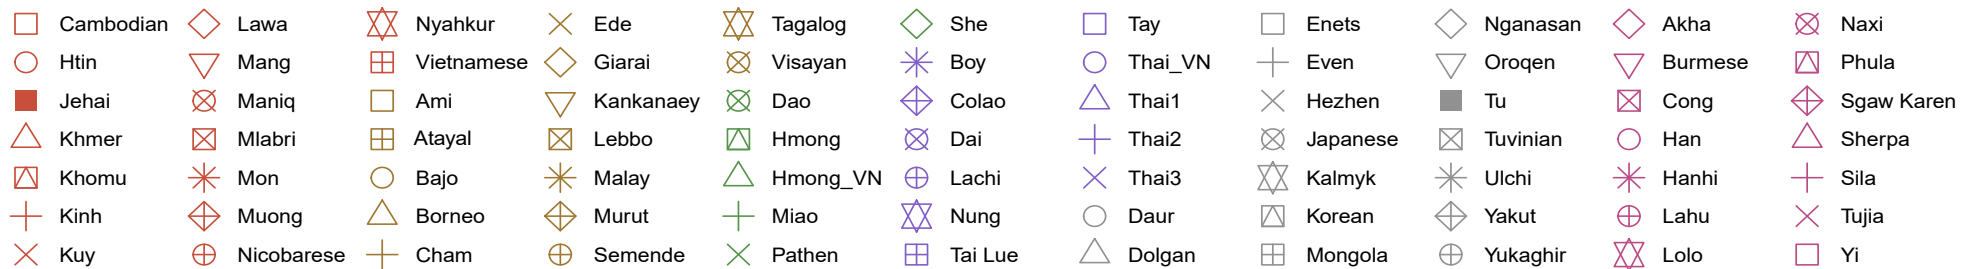 Cambodian Lawa Nyahkur Ede Tagalog She Tay Enets Nganasan Akha Naxi
Htin Mang Vietnamese Giarai Visayan Boy Thai_VN Even Oroqen Burmese Phula
Jehai Maniq Ami Kankanaey Dao Colao Thai1 Hezhen Tu Cong Sgaw Karen
Khmer Mlabri Atayal Lebbo Hmong Dai Thai2 Japanese Tuvinian Han Sherpa
Khomu Mon Bajo Malay Hmong_VN Lachi Thai3 Kalmyk Ulchi Hanhi Sila
Kinh Muong Borneo Murut Miao Nung Daur Korean Yakut Lahu Tujia
Kuy Nicobarese Cham Semende Pathen Tai Lue Dolgan Mongola Yukaghir Lolo Yi